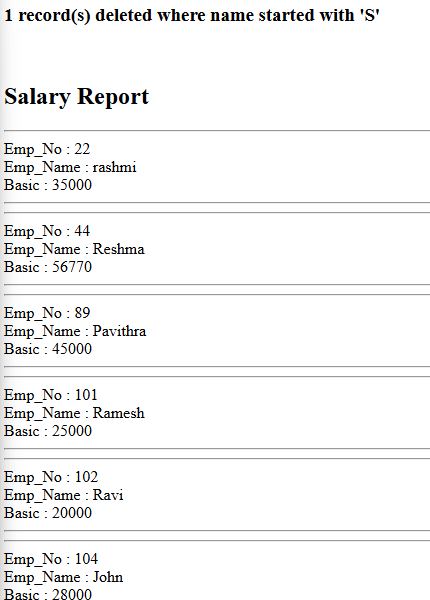 1 record(s) deleted where name started with 'S'
Salary Report
Emp_No : 22
Emp_Name : rashmi
Basic : 35000
Emp_No : 44
Emp_Name : Reshma
Basic : 56770
Emp_No : 89
Emp_Name : Pavithra
Basic : 45000
Emp_No : 101
Emp_Name : Ramesh
Basic : 25000
Emp_No : 102
Emp_Name : Ravi
Basic : 20000
Emp_No : 104
Emp_Name : John
Basic : 28000